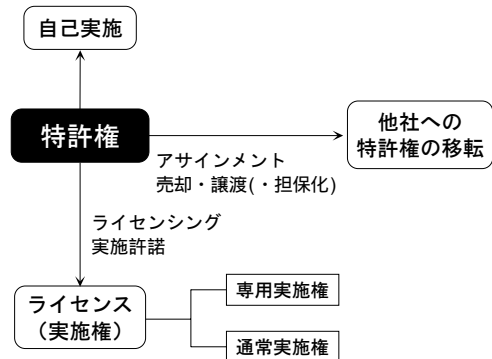 自己実施
特許権
他社への
特許権の移転
アサインメント
売却・譲渡(・担保化)
ライセンシング
実施許諾
ライセンス
（実施権）
専用実施権
通常実施権